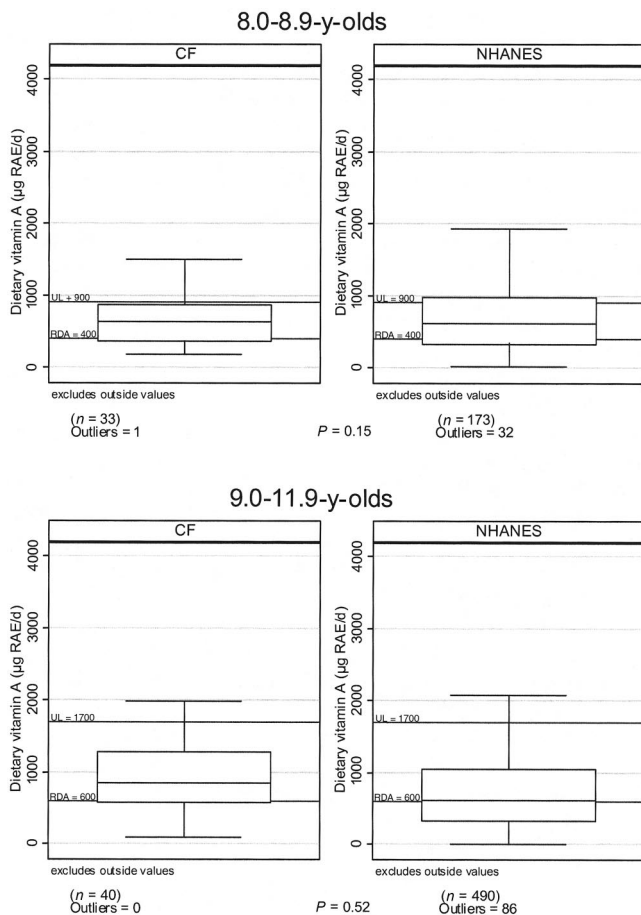 8.0-8.9-y-olds
CF
NHANES
Dietary vitamin A (µg RAE/d)
4000
3000
2000
1000
0
UL + 900
RDA = 400
Dietary vitamin A (µg RAE/d)
4000
3000
2000
1000
0
UL = 900
RDA = 400
excludes outside values
excludes outside values
(n = 33)
Outliers = 1
P = 0.15
(n = 173)
Outliers = 32
9.0-11.9-y-olds
CF
NHANES
Dietary vitamin A (µg RAE/d)
4000
3000
2000
1000
0
UL = 1700
RDA = 600
Dietary vitamin A (µg RAE/d)
4000
3000
2000
1000
0
UL = 1700
RDA = 600
excludes outside values
excludes outside values
(n = 40)
Outliers = 0
P = 0.52
(n = 490)
Outliers = 86